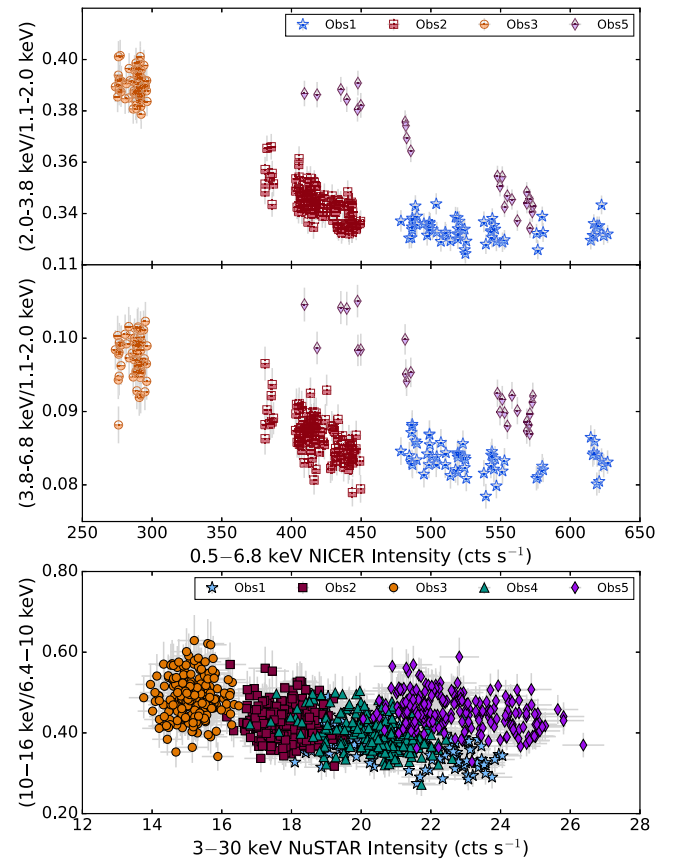 Obs1 Obs2 Obs3 Obs5
(2.0-3.8 keV/1.1-2.0 keV)
0.40
0.38
0.36
0.34
0.11
(3.8-6.8 keV/1.1-2.0 keV)
0.10
0.09
0.08
250 300 350 400 450 500 550 600 650
0.5−6.8 keV NICER Intensity (cts s⁻¹)
Obs1 Obs2 Obs3 Obs4 Obs5
(10−16 keV/6.4−10 keV)
0.80
0.60
0.40
0.20
12 14 16 18 20 22 24 26 28
3−30 keV NuSTAR Intensity (cts s⁻¹)